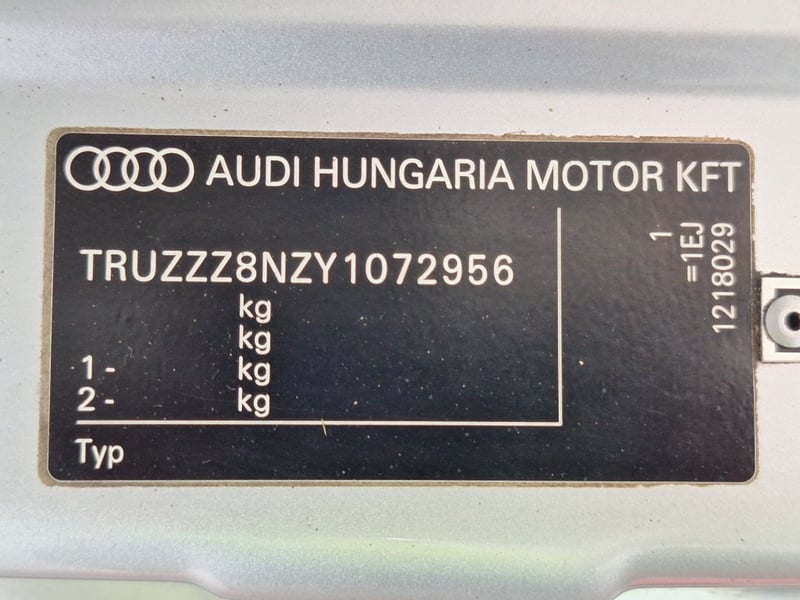 AUDI HUNGARIA MOTOR KFT
TRUZZZ8NZY1072956
kg
kg
1- kg
2- kg
Typ
1
=1EJ
1218029